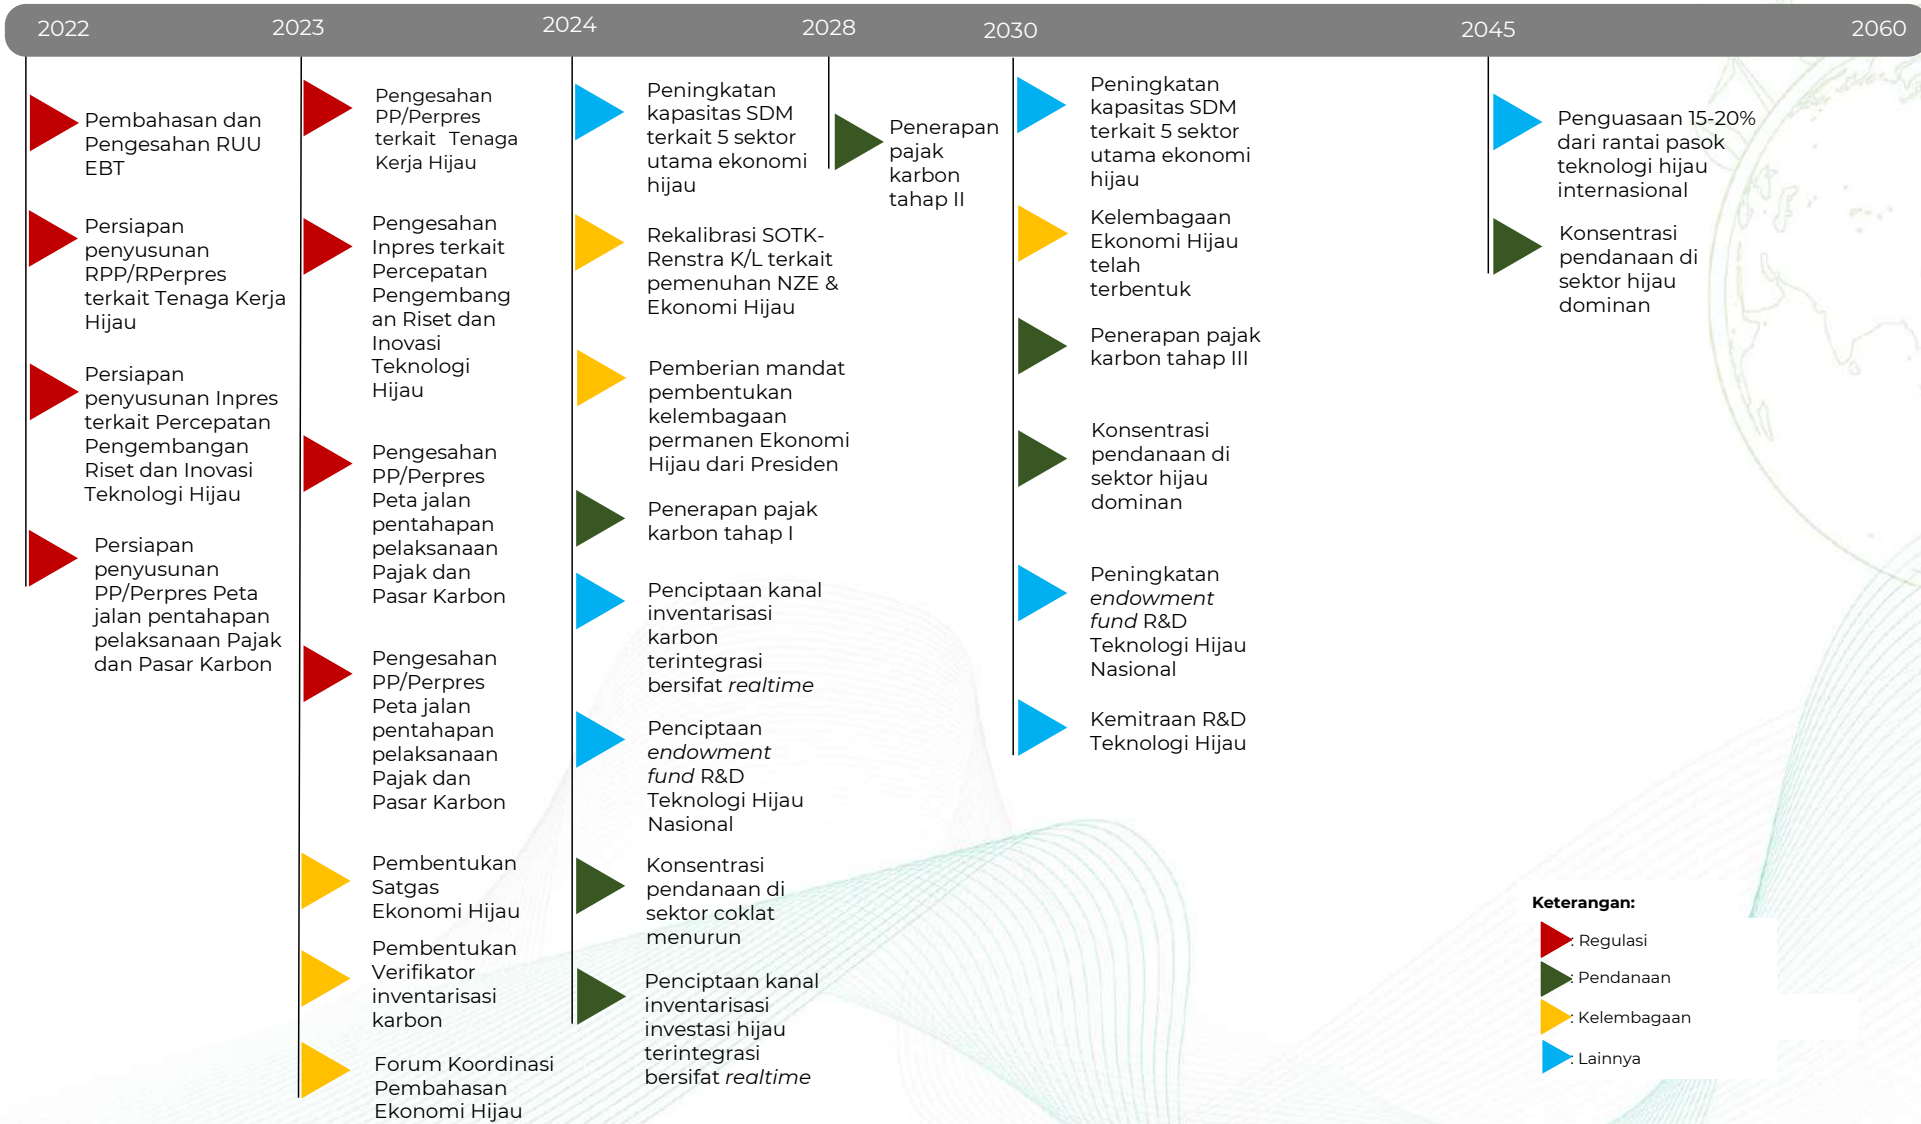 2022
2023
2024
2028
2030
2045
2060
Pembahasan dan
Pengesahan RUU
EBT
Persiapan
penyusunan
RPP/RPerpres
terkait Tenaga Kerja
Hijau
Persiapan
penyusunan Inpres
terkait Percepatan
Pengembangan
Riset dan Inovasi
Teknologi Hijau
Persiapan
penyusunan
PP/Perpres Peta
jalan pentahapan
pelaksanaan Pajak
dan Pasar Karbon
Pengesahan
PP/Perpres
terkait Tenaga
Kerja Hijau
Pengesahan
Inpres terkait
Percepatan
Pengembang
an Riset dan
Inovasi
Teknologi
Hijau
Pengesahan
PP/Perpres
Peta jalan
pentahapan
pelaksanaan
Pajak dan
Pasar Karbon
Pengesahan
PP/Perpres
Peta jalan
pentahapan
pelaksanaan
Pajak dan
Pasar Karbon
Pembentukan
Satgas
Ekonomi Hijau
Pembentukan
Verifikator
inventarisasi
karbon
Forum Koordinasi
Pembahasan
Ekonomi Hijau
Peningkatan
kapasitas SDM
terkait 5 sektor
utama ekonomi
hijau
Rekalibrasi SOTK-
Renstra K/L terkait
pemenuhan NZE &
Ekonomi Hijau
Pemberian mandat
pembentukan
kelembagaan
permanen Ekonomi
Hijau dari Presiden
Penerapan pajak
karbon tahap I
Penciptaan kanal
inventarisasi
karbon
terintegrasi
bersifat realtime
Penciptaan
endowment
fund R&D
Teknologi Hijau
Nasional
Konsentrasi
pendanaan di
sektor coklat
menurun
Penciptaan kanal
inventarisasi
investasi hijau
terintegrasi
bersifat realtime
Penerapan
pajak
karbon
tahap II
Peningkatan
kapasitas SDM
terkait 5 sektor
utama ekonomi
hijau
Kelembagaan
Ekonomi Hijau
telah
terbentuk
Penerapan pajak
karbon tahap III
Konsentrasi
pendanaan di
sektor hijau
dominan
Peningkatan
endowment
fund R&D
Teknologi Hijau
Nasional
Kemitraan R&D
Teknologi Hijau
Penguasaan 15-20%
dari rantai pasok
teknologi hijau
internasional
Konsentrasi
pendanaan di
sektor hijau
dominan
Keterangan:
: Regulasi
: Pendanaan
: Kelembagaan
: Lainnya